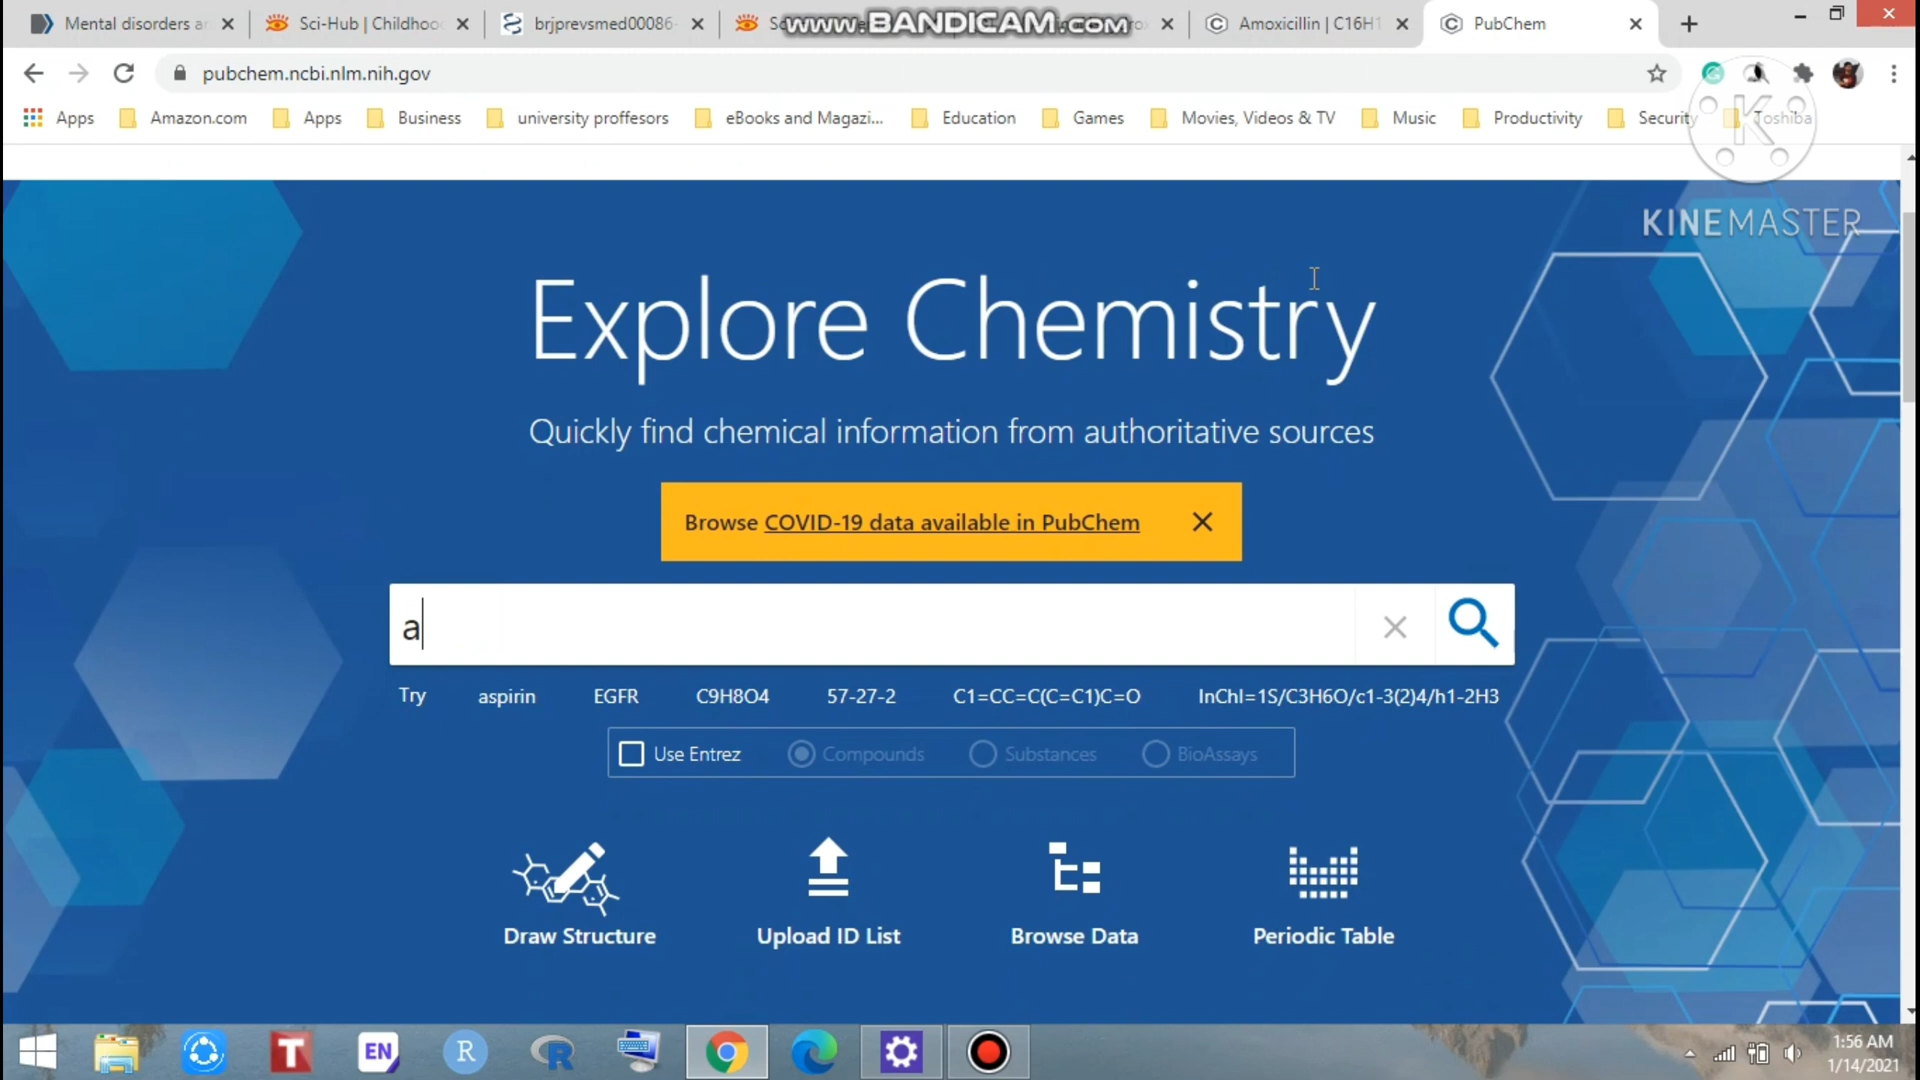 Mental disorders a
Sci-Hub | Childhoo
brjprevsmed00086
www.BANDICAM.com
Amoxicillin | C16H1
PubChem
pubchem.ncbi.nlm.nih.gov
Apps
Amazon.com
Apps
Business
university proffesors
eBooks and Magazi...
Education
Games
Movies, Videos & TV
Music
Productivity
Security
Toshiba
K
KINEMASTER
Explore Chemistry
Quickly find chemical information from authoritative sources
Browse COVID-19 data available in PubChem
a
Try aspirin EGFR C9H8O4 57-27-2 C1=CC=C(C=C1)C=O InChI=1S/C3H6O/c1-3(2)4/h1-2H3
Use Entrez Compounds Substances BioAssays
Draw Structure Upload ID List Browse Data Periodic Table
T
EN
R
R
1:56 AM
1/14/2021